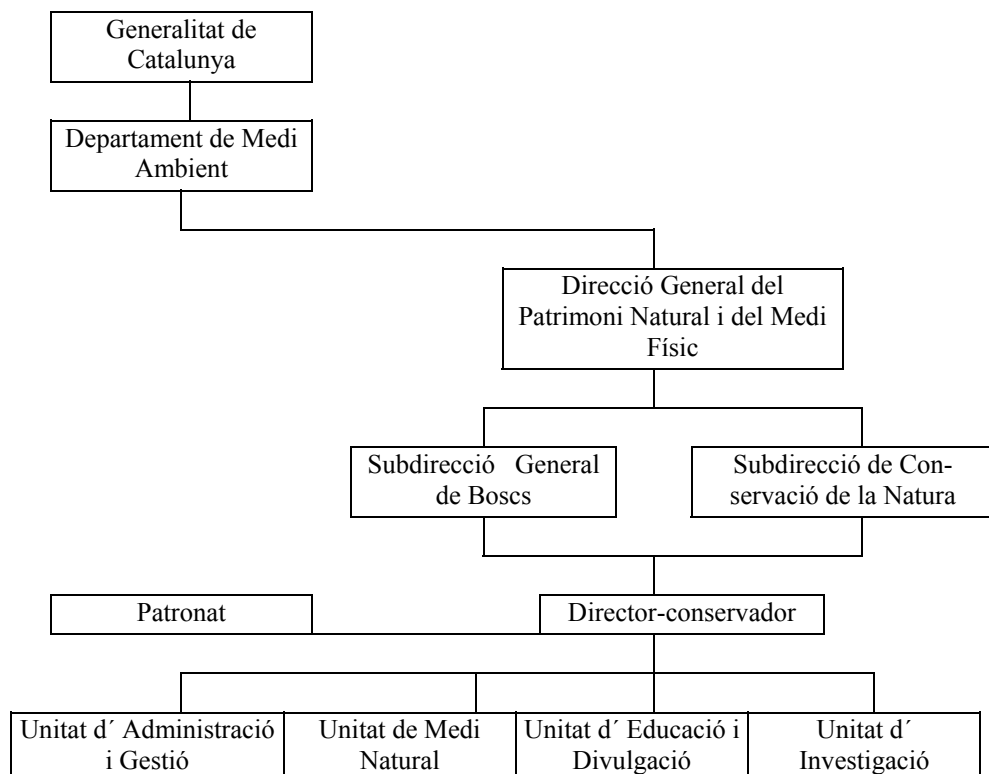 Generalitat de
Catalunya
Departament de Medi
Ambient
Direcció General del
Patrimoni Natural i del Medi
Físic
Subdirecció General
de Boscs
Subdirecció de Con-
servació de la Natura
Patronat
Director-conservador
Unitat d´ Administració
i Gestió
Unitat de Medi
Natural
Unitat d´ Educació i
Divulgació
Unitat d´
Investigació